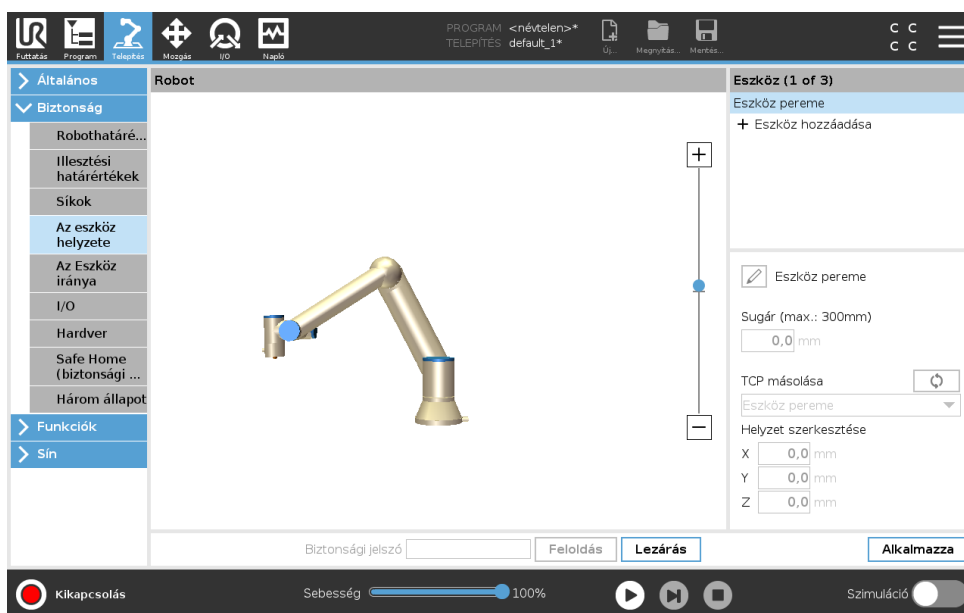 Futtatás
Program
Telepítés
Mozgás
I/O
Napló
PROGRAM <névtelen>*
TELEPÍTÉS default_1*
Új...
Megnyitás...
Mentés...
C C
C C
Általános
Biztonság
Robothatáré...
Illesztési
határértékek
Síkok
Az eszköz
helyzete
Az Eszköz
iránya
I/O
Hardver
Safe Home
(biztonsági ...
Három állapot
Funkciók
Sín
Robot
Eszköz (1 of 3)
Eszköz pereme
+ Eszköz hozzáadása
Eszköz pereme
Sugár (max.: 300mm)
0,0 mm
TCP másolása
Eszköz pereme
Helyzet szerkesztése
X 0,0 mm
Y 0,0 mm
Z 0,0 mm
Biztonsági jelszó
Feloldás
Lezárás
Alkalmazza
Kikapcsolás
Sebesség
100%
Szimuláció